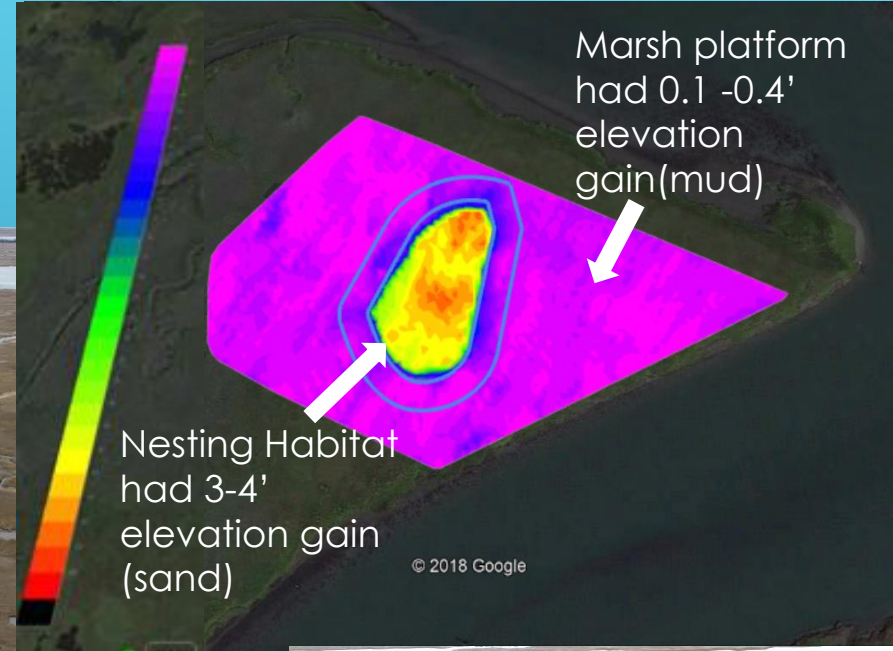 Marsh platform
had 0.1 -0.4'
elevation
gain(mud)
Nesting Habitat
had 3-4'
elevation gain
(sand)
© 2018 Google